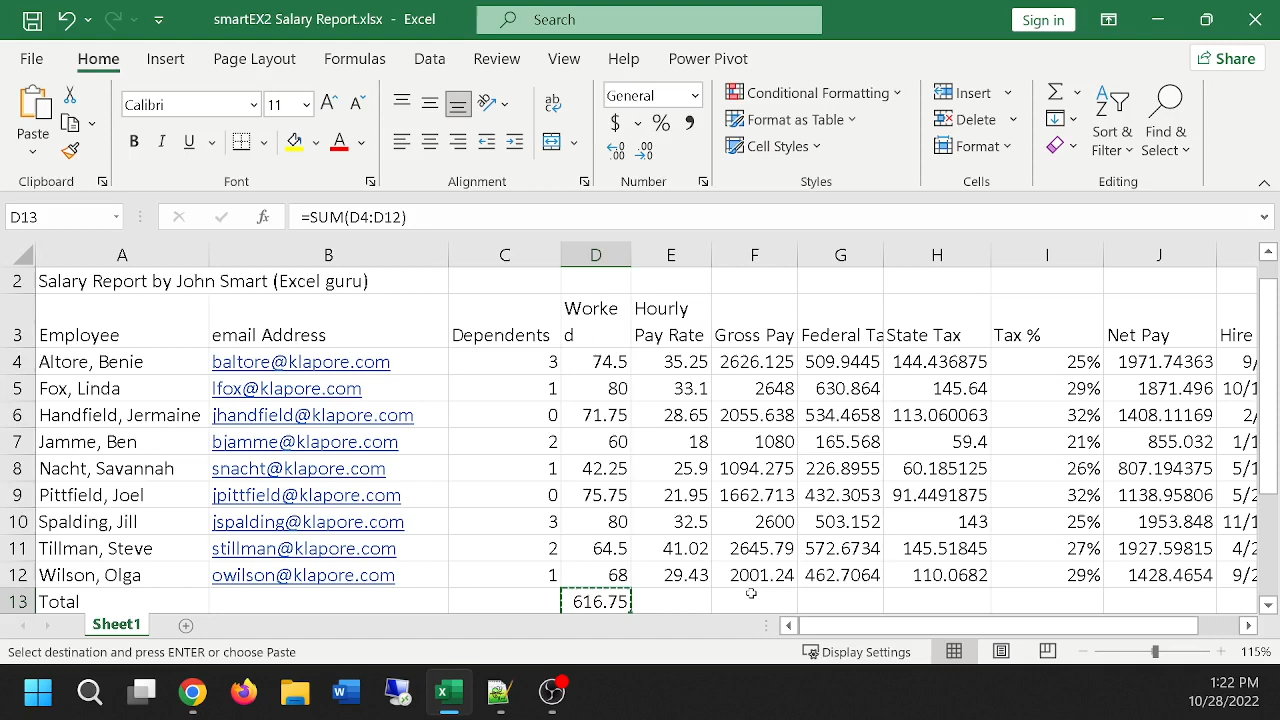 smartEX2 Salary Report.xlsx - Excel
Search
Sign in
File Home Insert Page Layout Formulas Data Review View Help Power Pivot
Share
Paste
Calibri 11
B I U
A A
A
ab
General
$ % 9
Conditional Formatting
Format as Table
Cell Styles
Insert
Delete
Format
Sort & Filter
Find & Select
Clipboard Font Alignment Number Styles Cells Editing
D13 fx =SUM(D4:D12)
A B C D E F G H I J
2 Salary Report by John Smart (Excel guru)
3 Employee email Address Dependents Worked Hourly Pay Rate Gross Pay Federal Ta State Tax Tax % Net Pay Hire
4 Altore, Benie baltore@klapore.com 3 74.5 35.25 2626.125 509.9445 144.436875 25% 1971.74363 9/
5 Fox, Linda lfox@klapore.com 1 80 33.1 2648 630.864 145.64 29% 1871.496 10/1
6 Handfield, Jermaine jhandfield@klapore.com 0 71.75 28.65 2055.638 534.4658 113.060063 32% 1408.11169 2/
7 Jamme, Ben bjamme@klapore.com 2 60 18 1080 165.568 59.4 21% 855.032 1/1
8 Nacht, Savannah snacht@klapore.com 1 42.25 25.9 1094.275 226.8955 60.185125 26% 807.194375 5/1
9 Pittfield, Joel jpittfield@klapore.com 0 75.75 21.95 1662.713 432.3053 91.4491875 32% 1138.95806 5/2
10 Spalding, Jill jspalding@klapore.com 3 80 32.5 2600 503.152 143 25% 1953.848 11/1
11 Tillman, Steve stillman@klapore.com 2 64.5 41.02 2645.79 572.6734 145.51845 27% 1927.59815 4/2
12 Wilson, Olga owilson@klapore.com 1 68 29.43 2001.24 462.7064 110.0682 29% 1428.4654 9/2
13 Total 616.75
Sheet1
Select destination and press ENTER or choose Paste
Display Settings
115%
1:22 PM
10/28/2022